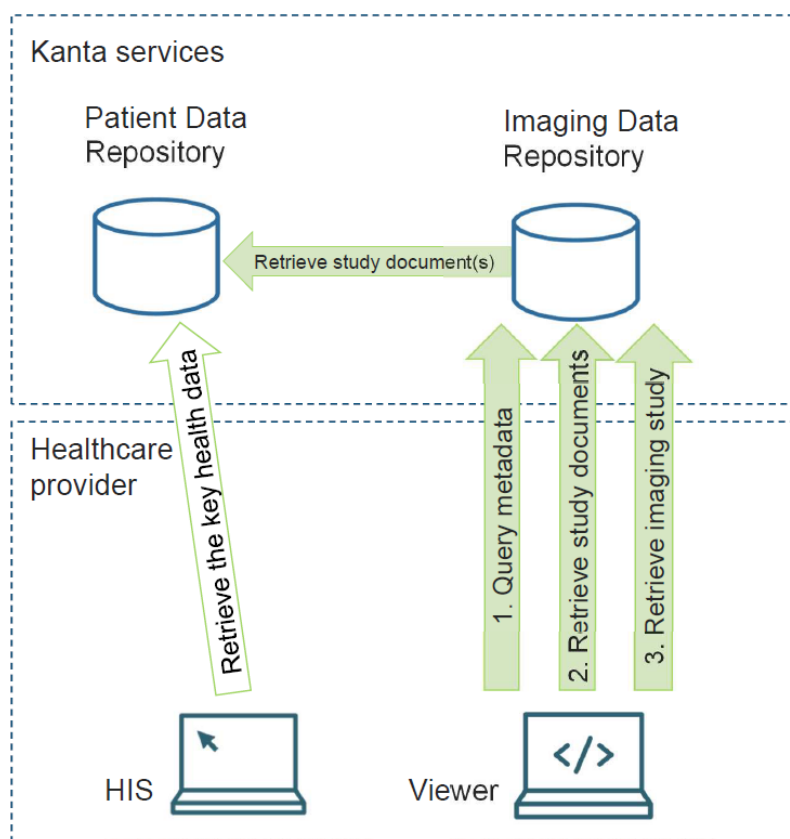 Kanta services
Patient Data
Repository
Imaging Data
Repository
Retrieve study document(s)
Retrieve the key health data
1. Query metadata
2. Retrieve study documents
3. Retrieve imaging study
Healthcare
provider
HIS
Viewer
</>